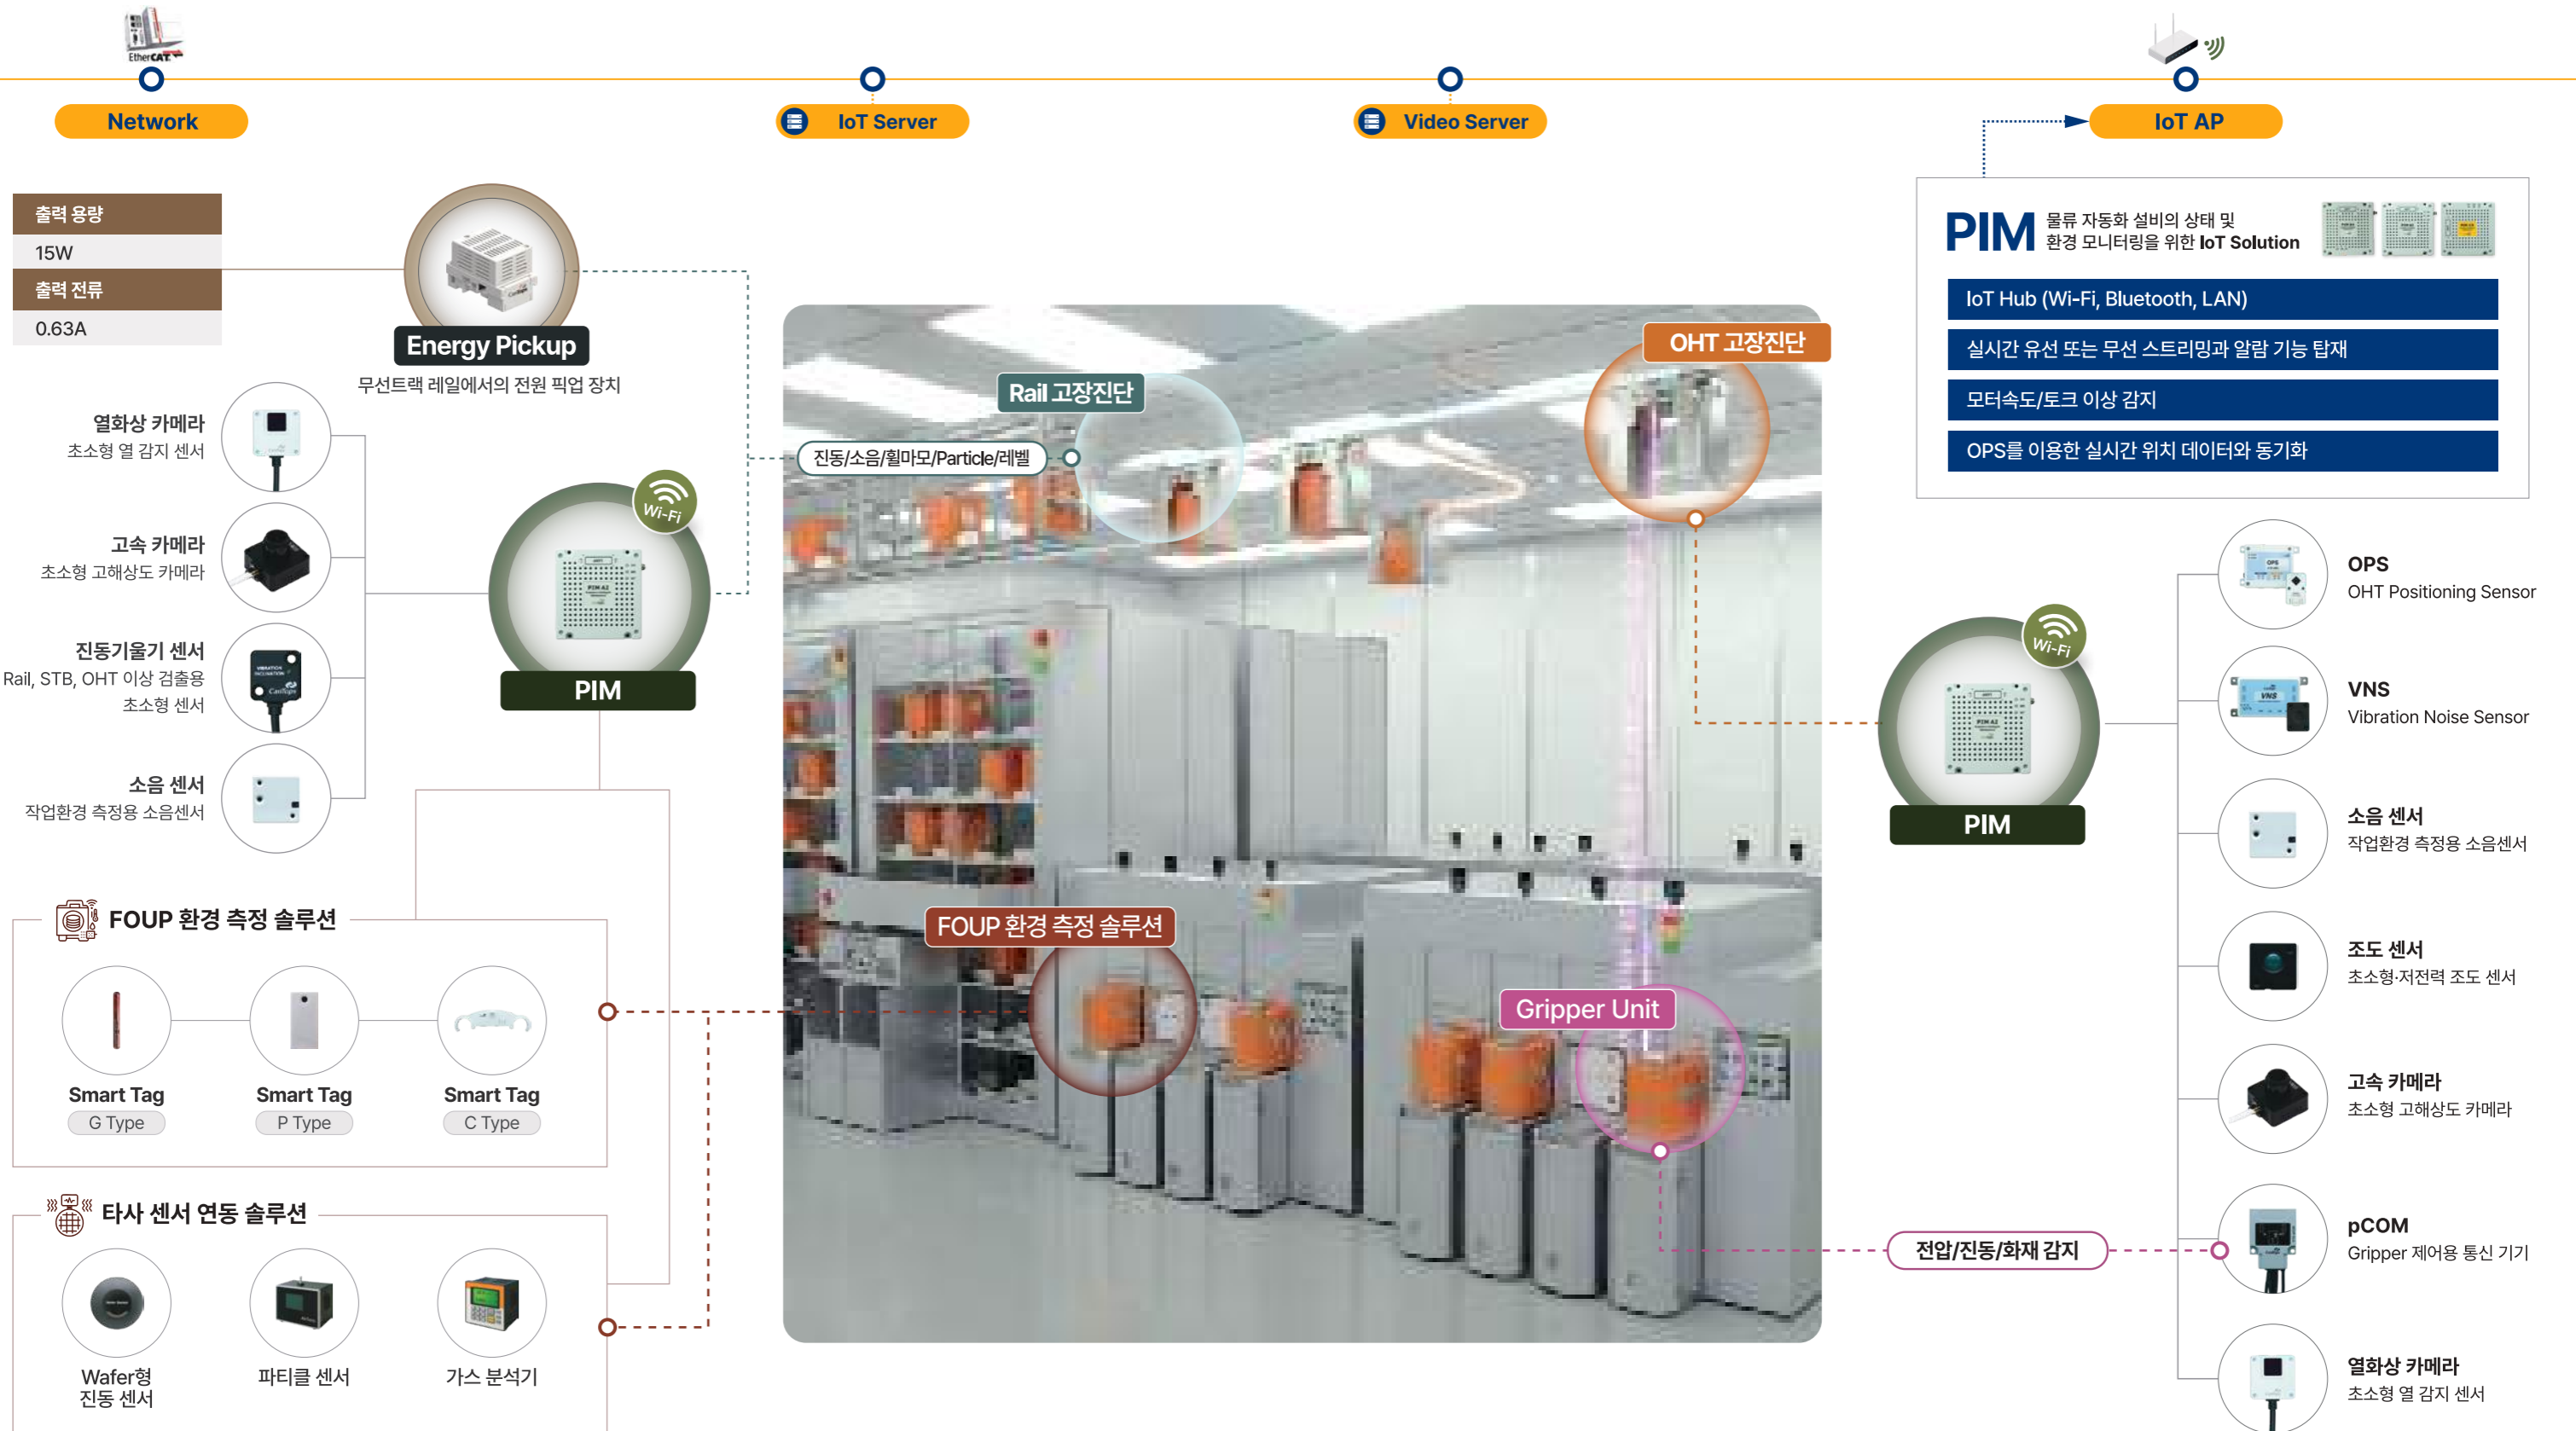 EtherCAT
Network
IoT Server
Video Server
IoT AP
출력 용량
15W
출력 전류
0.63A
Energy Pickup
무선트랙 레일에서의 전원 픽업 장치
열화상 카메라
초소형 열 감지 센서
고속 카메라
초소형 고해상도 카메라
진동기울기 센서
Rail, STB, OHT 이상 검출용
초소형 센서
VIBRATION
INCLINATION
CanTops
소음 센서
작업환경 측정용 소음센서
Wi-Fi
PIM A2
PIM
FOUP 환경 측정 솔루션
Smart Tag
G Type
Smart Tag
P Type
Smart Tag
C Type
타사 센서 연동 솔루션
Wafer형
진동 센서
파티클 센서
가스 분석기
Rail 고장진단
진동/소음/휠마모/Particle/레벨
OHT 고장진단
FOUP 환경 측정 솔루션
Gripper Unit
전압/진동/화재 감지
PIM
물류 자동화 설비의 상태 및
환경 모니터링을 위한 IoT Solution
IoT Hub (Wi-Fi, Bluetooth, LAN)
실시간 유선 또는 무선 스트리밍과 알람 기능 탑재
모터속도/토크 이상 감지
OPS를 이용한 실시간 위치 데이터와 동기화
Wi-Fi
PIM A2
PIM
OPS
OPS
OHT Positioning Sensor
VNS
VNS
Vibration Noise Sensor
소음 센서
작업환경 측정용 소음센서
조도 센서
초소형·저전력 조도 센서
고속 카메라
초소형 고해상도 카메라
pCOM
Gripper 제어용 통신 기기
열화상 카메라
초소형 열 감지 센서